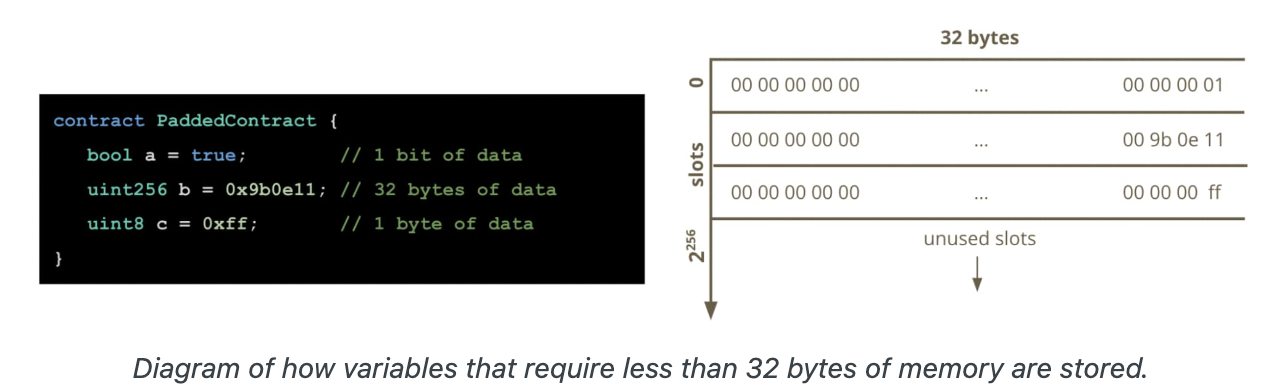 contract PaddedContract {
bool a = true; // 1 bit of data
uint256 b = 0x9b0e11; // 32 bytes of data
uint8 c = 0xff; // 1 byte of data
}
32 bytes
0
slots
2²⁵⁶
00 00 00 00 00 ... 00 00 00 01
00 00 00 00 00 ... 00 9b 0e 11
00 00 00 00 00 ... 00 00 00 ff
unused slots
Diagram of how variables that require less than 32 bytes of memory are stored.